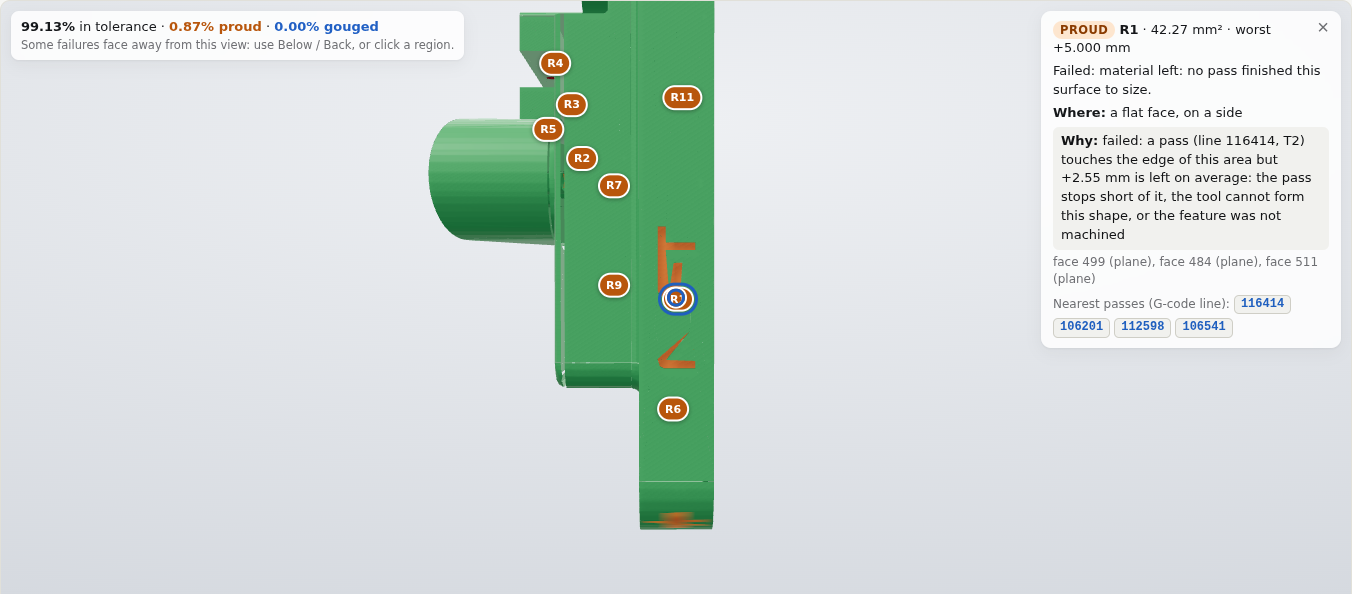 99.13% in tolerance · 0.87% proud · 0.00% gouged
Some failures face away from this view: use Below / Back, or click a region.
R4
R3
R11
R5
R2
R7
R9
R6
PROUD R1 · 42.27 mm² · worst
+5.000 mm
×
Failed: material left: no pass finished this
surface to size.
Where: a flat face, on a side
Why: failed: a pass (line 116414, T2)
touches the edge of this area but
+2.55 mm is left on average: the pass
stops short of it, the tool cannot form
this shape, or the feature was not
machined
face 499 (plane), face 484 (plane), face 511
(plane)
Nearest passes (G-code line): 116414
106201 112598 106541